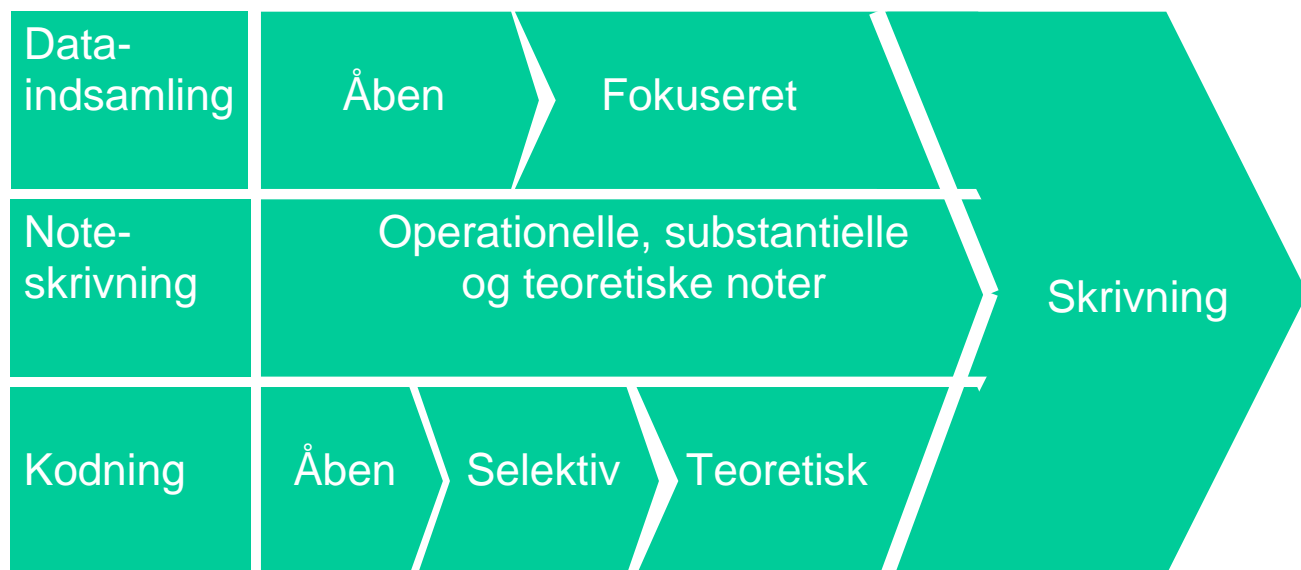 Data-
indsamling
Åben
Fokuseret
Note-
skrivning
Operationelle, substantielle
og teoretiske noter
Skrivning
Kodning
Åben
Selektiv
Teoretisk